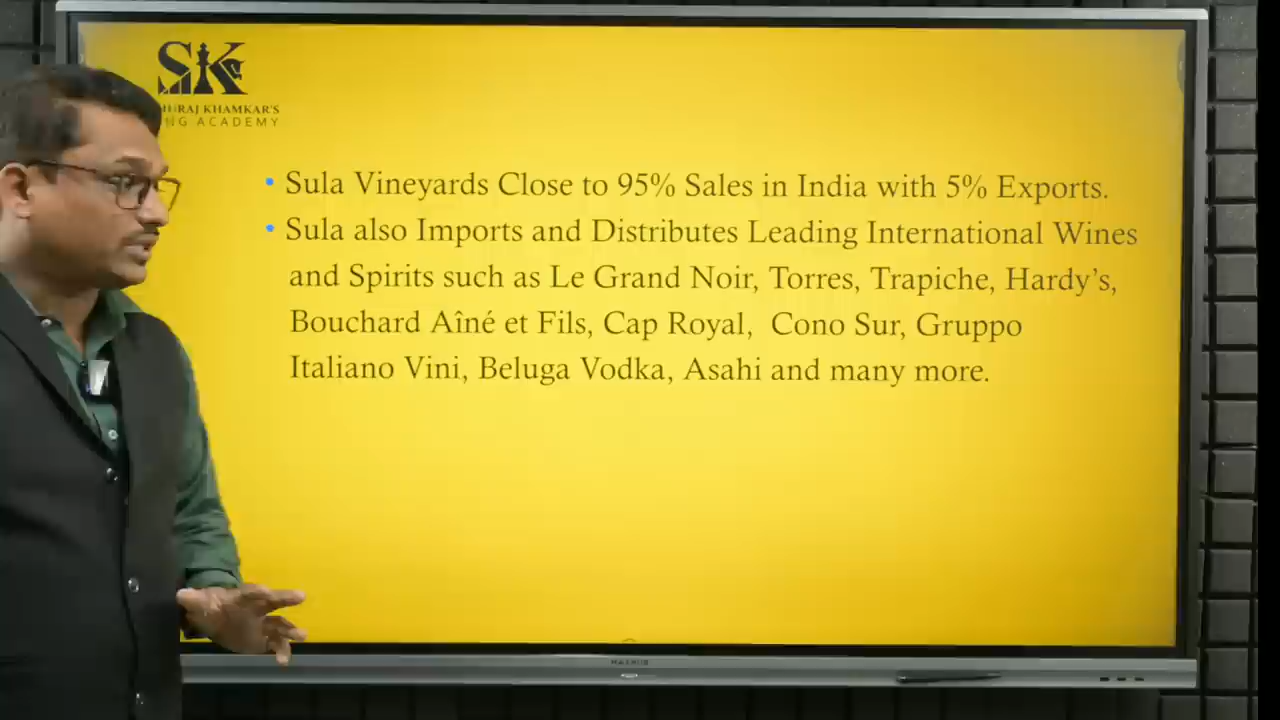 SK
RAJ KHAMKAR'S
NG ACADEMY
• Sula Vineyards Close to 95% Sales in India with 5% Exports.
• Sula also Imports and Distributes Leading International Wines
and Spirits such as Le Grand Noir, Torres, Trapiche, Hardy's,
Bouchard Aîné et Fils, Cap Royal, Cono Sur, Gruppo
Italiano Vini, Beluga Vodka, Asahi and many more.
MAXHUB